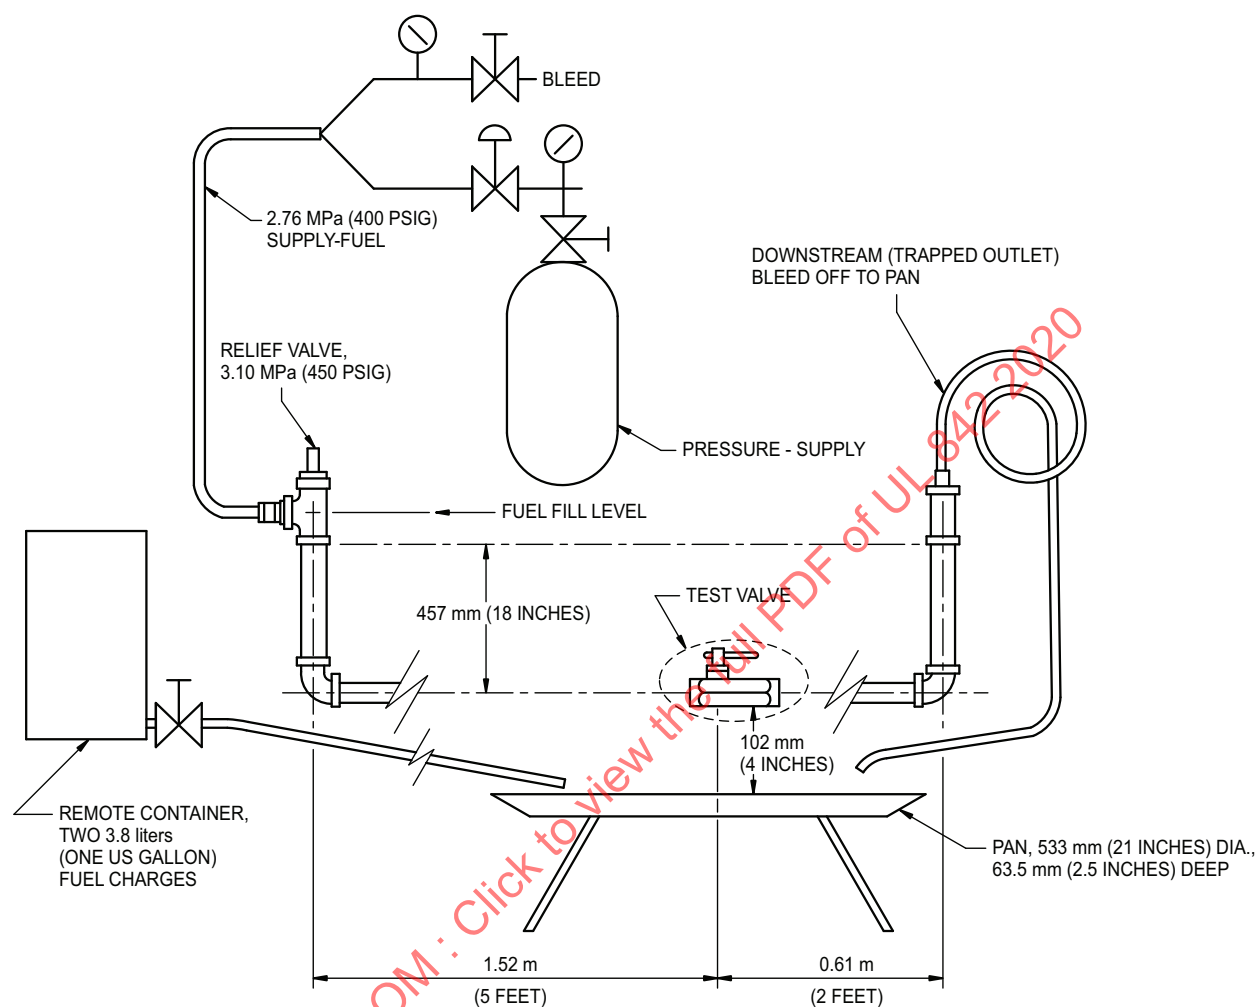 BLEED
2.76 MPa (400 PSIG)
SUPPLY-FUEL
DOWNSTREAM (TRAPPED OUTLET)
BLEED OFF TO PAN
RELIEF VALVE,
3.10 MPa (450 PSIG)
PRESSURE - SUPPLY
FUEL FILL LEVEL
TEST VALVE
457 mm (18 INCHES)
102 mm
(4 INCHES)
REMOTE CONTAINER,
TWO 3.8 liters
(ONE US GALLON)
FUEL CHARGES
PAN, 533 mm (21 INCHES) DIA.,
63.5 mm (2.5 INCHES) DEEP
1.52 m
(5 FEET)
0.61 m
(2 FEET)
OM : Click to view the full PDF of UL 842 2020